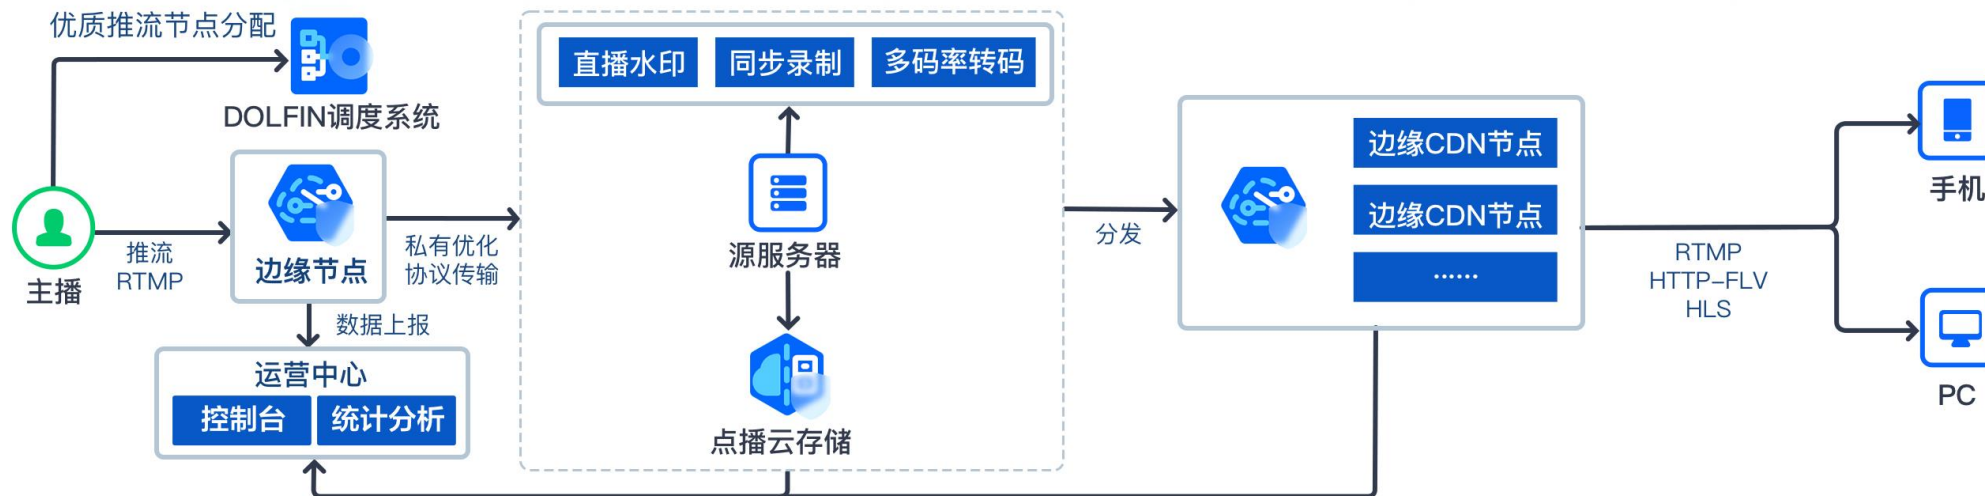 优质推流节点分配
DOLFIN调度系统
主播
推流
RTMP
边缘节点
私有优化
协议传输
数据上报
运营中心
控制台
统计分析
直播水印
同步录制
多码率转码
源服务器
点播云存储
分发
边缘CDN节点
边缘CDN节点
······
RTMP
HTTP-FLV
HLS
手机
PC